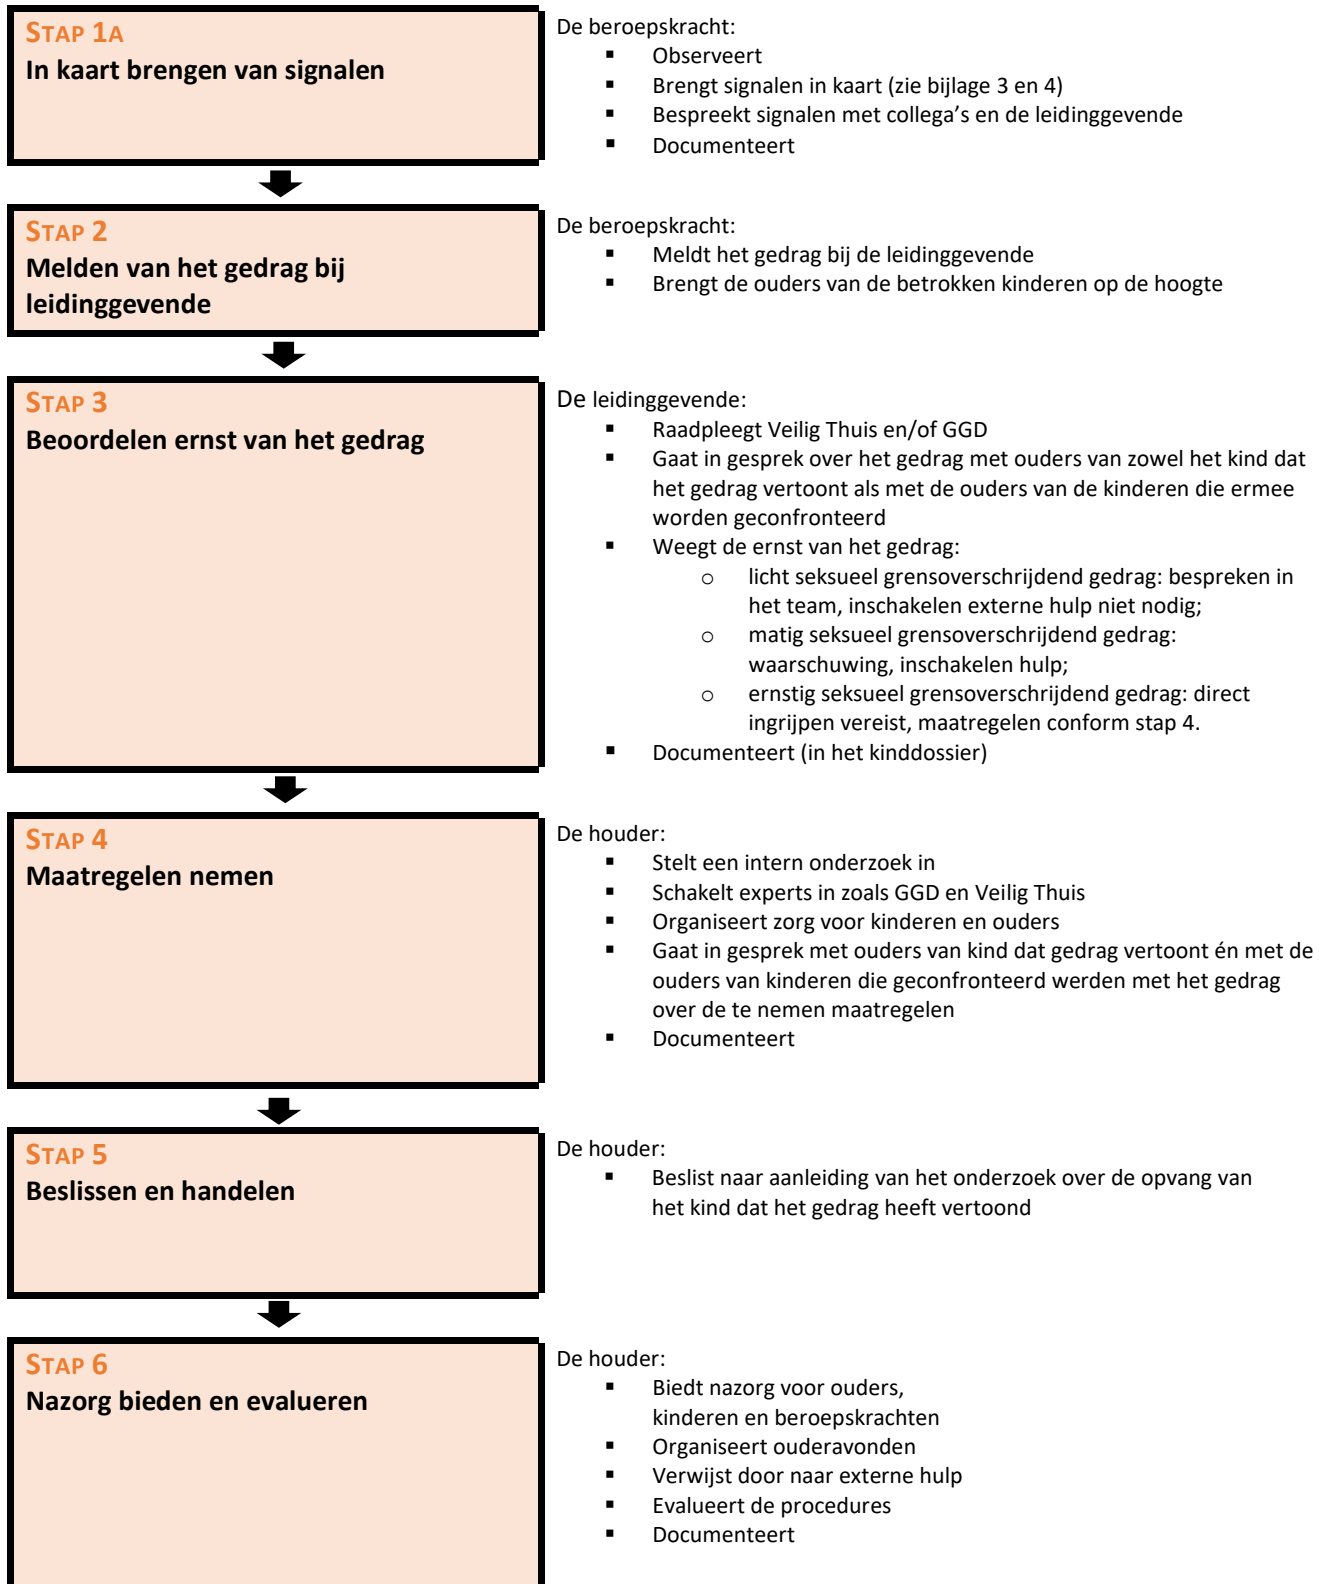 STAP 1A
In kaart brengen van signalen
De beroepskracht:
▪ Observeert
▪ Brengt signalen in kaart (zie bijlage 3 en 4)
▪ Bespreekt signalen met collega’s en de leidinggevende
▪ Documenteert
STAP 2
Melden van het gedrag bij
leidinggevende
De beroepskracht:
▪ Meldt het gedrag bij de leidinggevende
▪ Brengt de ouders van de betrokken kinderen op de hoogte
STAP 3
Beoordelen ernst van het gedrag
De leidinggevende:
▪ Raadpleegt Veilig Thuis en/of GGD
▪ Gaat in gesprek over het gedrag met ouders van zowel het kind dat
het gedrag vertoont als met de ouders van de kinderen die ermee
worden geconfronteerd
▪ Weegt de ernst van het gedrag:
o licht seksueel grensoverschrijdend gedrag: bespreken in
het team, inschakelen externe hulp niet nodig;
o matig seksueel grensoverschrijdend gedrag:
waarschuwing, inschakelen hulp;
o ernstig seksueel grensoverschrijdend gedrag: direct
ingrijpen vereist, maatregelen conform stap 4.
▪ Documenteert (in het kinddossier)
STAP 4
Maatregelen nemen
De houder:
▪ Stelt een intern onderzoek in
▪ Schakelt experts in zoals GGD en Veilig Thuis
▪ Organiseert zorg voor kinderen en ouders
▪ Gaat in gesprek met ouders van kind dat gedrag vertoont én met de
ouders van kinderen die geconfronteerd werden met het gedrag
over de te nemen maatregelen
▪ Documenteert
STAP 5
Beslissen en handelen
De houder:
▪ Beslist naar aanleiding van het onderzoek over de opvang van
het kind dat het gedrag heeft vertoond
STAP 6
Nazorg bieden en evalueren
De houder:
▪ Biedt nazorg voor ouders,
kinderen en beroepskrachten
▪ Organiseert ouderavonden
▪ Verwijst door naar externe hulp
▪ Evalueert de procedures
▪ Documenteert